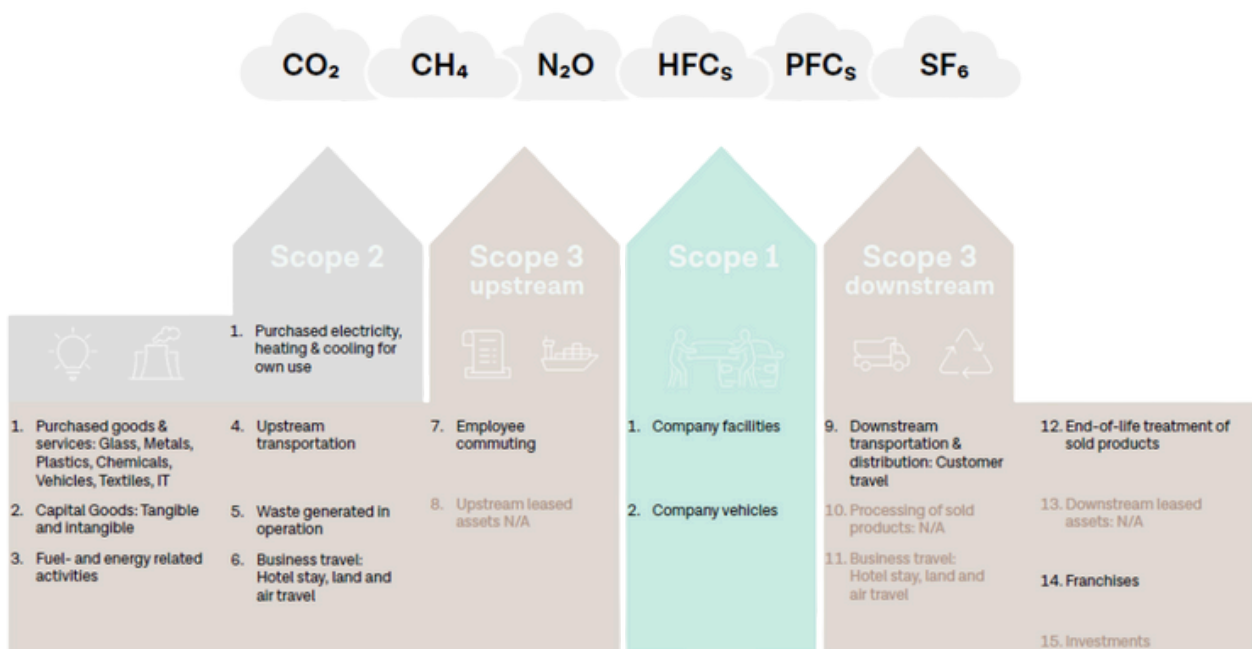 CO₂ CH₄ N₂O HFCs PFCs SF₆
Scope 2
Scope 3
upstream
Scope 1
Scope 3
downstream
1. Purchased electricity,
heating & cooling for
own use
1. Purchased goods &
services: Glass, Metals,
Plastics, Chemicals,
Vehicles, Textiles, IT
2. Capital Goods: Tangible
and intangible
3. Fuel- and energy related
activities
4. Upstream
transportation
5. Waste generated in
operation
6. Business travel:
Hotel stay, land and
air travel
7. Employee
commuting
8. Upstream leased
assets N/A
1. Company facilities
2. Company vehicles
9. Downstream
transportation &
distribution: Customer
travel
10. Processing of sold
products: N/A
11. Business travel:
Hotel stay, land and
air travel
12. End-of-life treatment of
sold products
13. Downstream leased
assets: N/A
14. Franchises
15. Investments